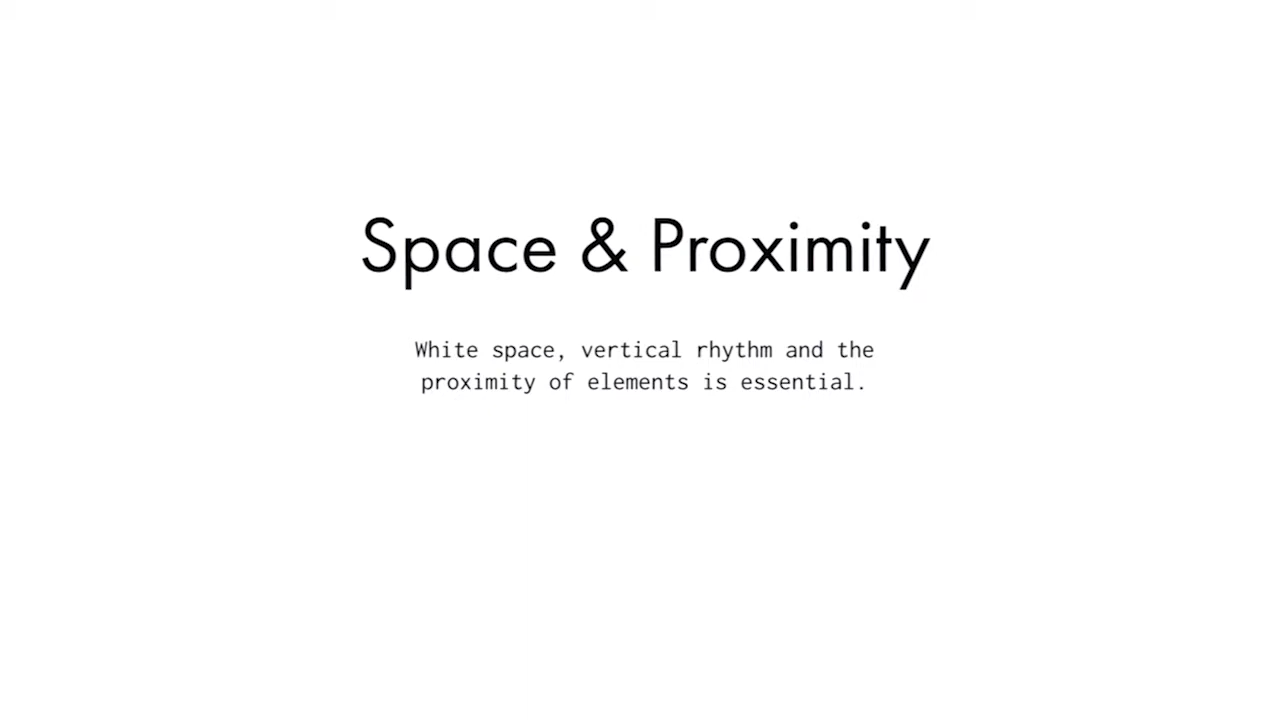 Space & Proximity
White space, vertical rhythm and the
proximity of elements is essential.